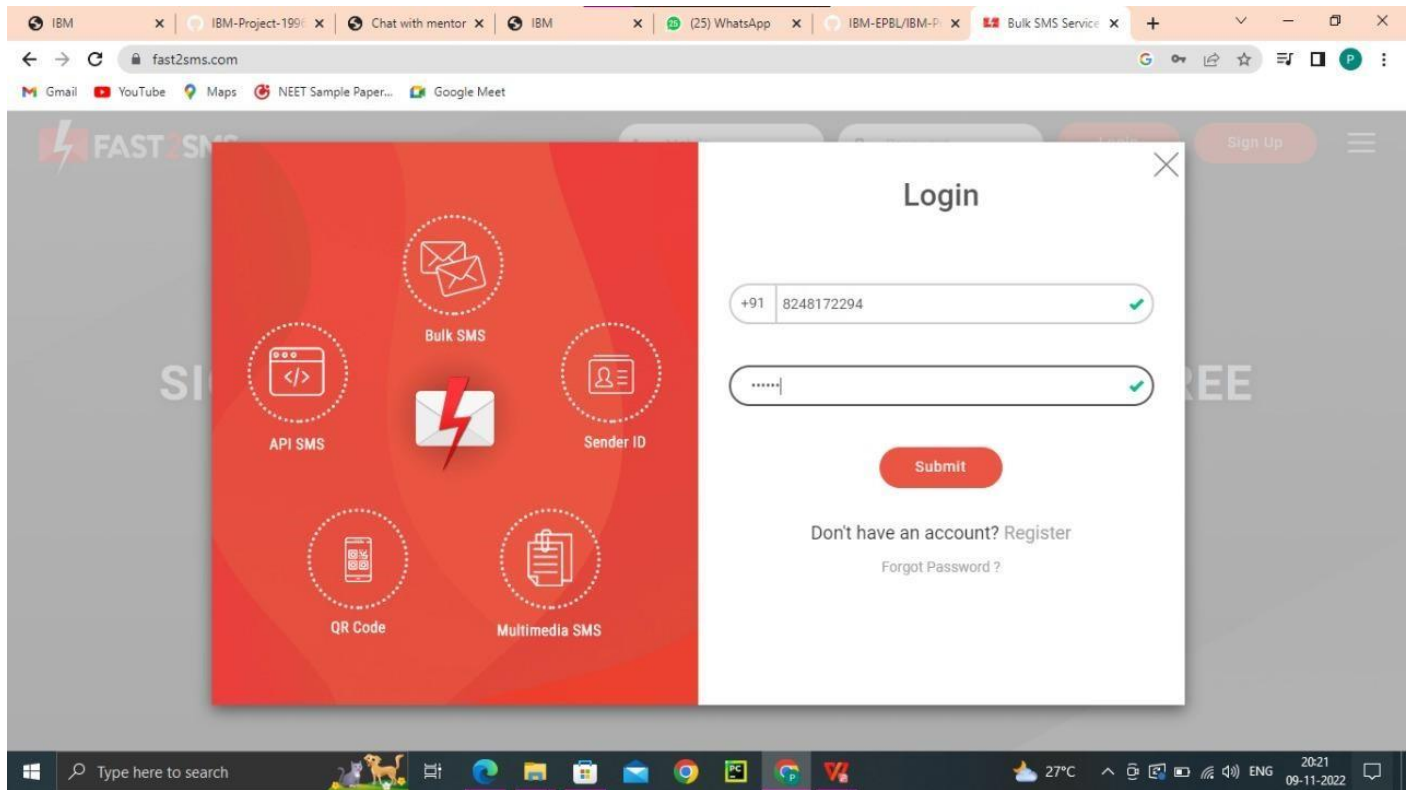 IBM
IBM-Project-199
Chat with mentor
IBM
(25) WhatsApp
IBM-EPBL/IBM-P
Bulk SMS Service
fast2sms.com
Gmail
YouTube
Maps
NEET Sample Paper...
Google Meet
FAST2SMS
Sign Up
Login
+91 8248172294
Bulk SMS
API SMS
Sender ID
SI
REE
Submit
Don't have an account? Register
Forgot Password ?
QR Code
Multimedia SMS
Type here to search
27°C
ENG
20:21
09-11-2022